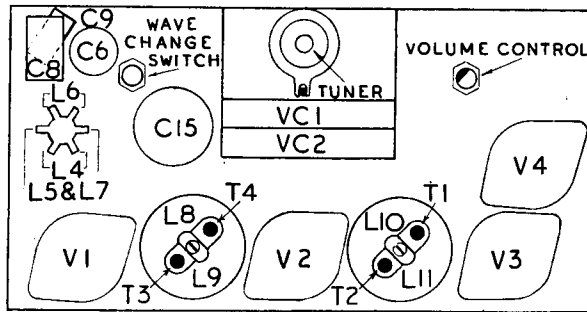 C9
WAVE
CHANGE
SWITCH
C6
C8
TUNER
VOLUME CONTROL
L6
C15
VC1
VC2
L4
L5&L7
V4
T4
T1
L8
L10
V1
V2
V3
L9
L11
T3
T2